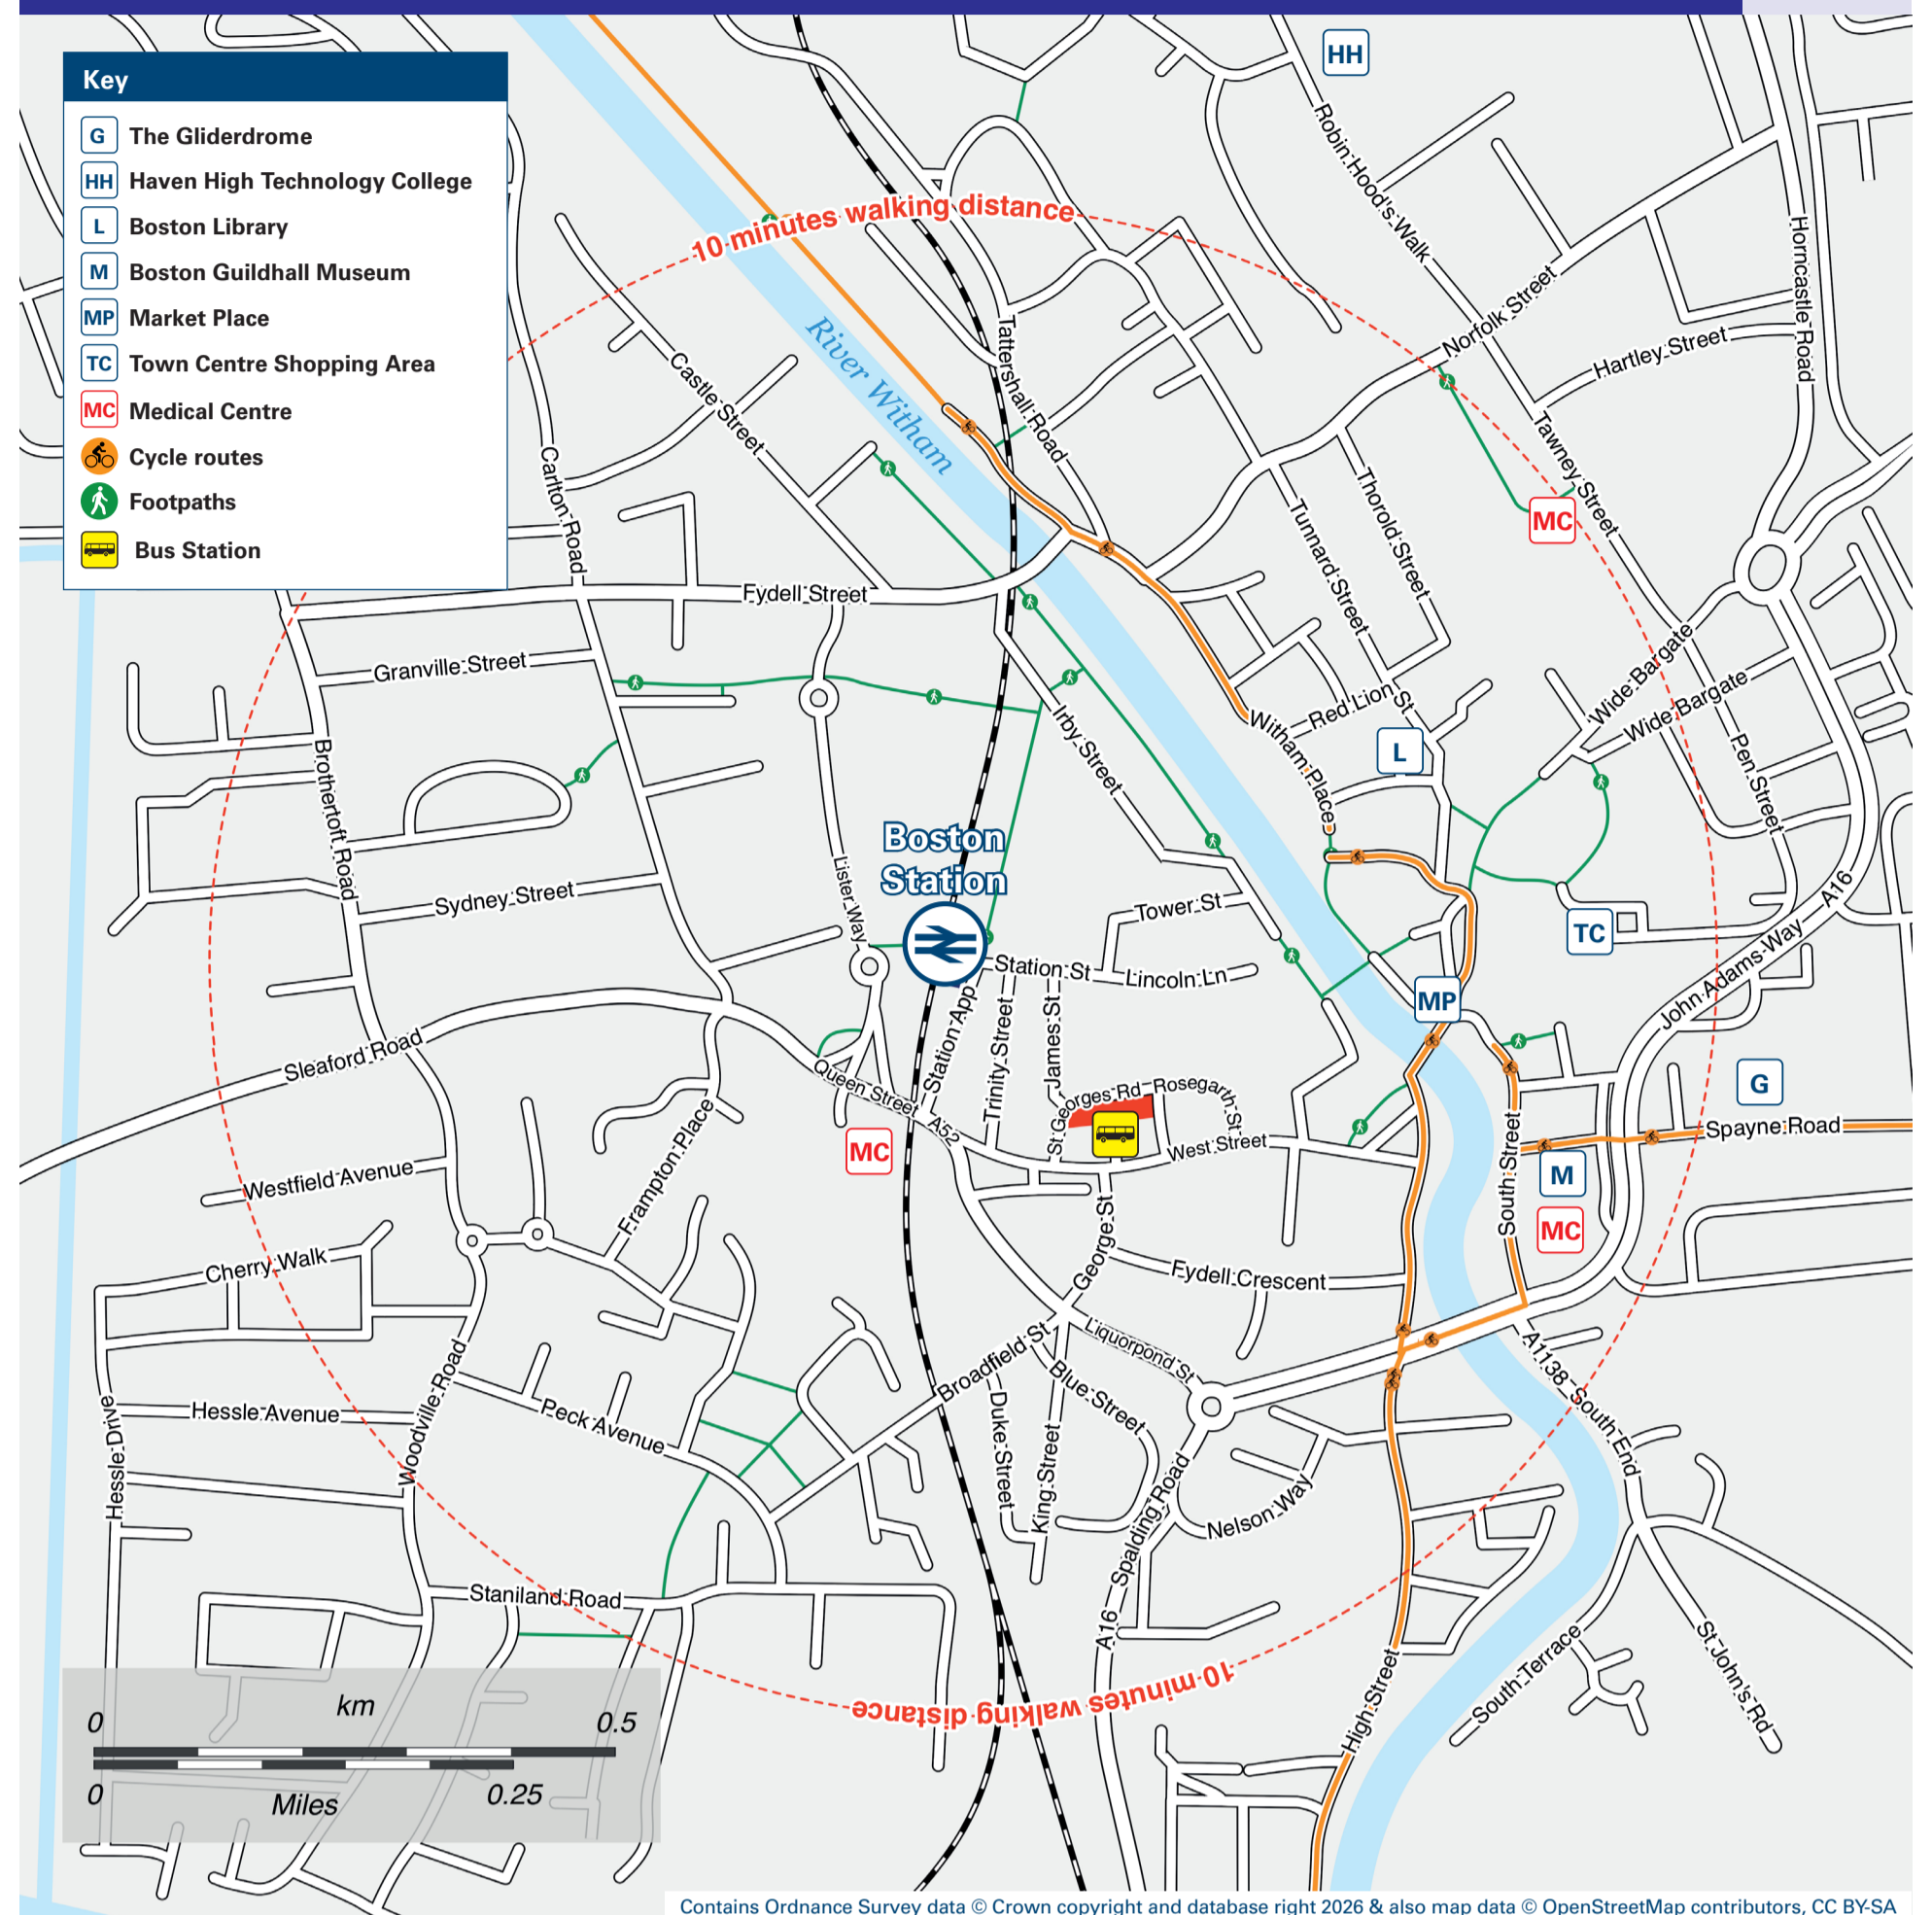 Key
G The Gliderdrome
HH Haven High Technology College
L Boston Library
M Boston Guildhall Museum
MP Market Place
TC Town Centre Shopping Area
MC Medical Centre
Cycle routes
Footpaths
Bus Station
HH
Robin Hood's Walk
10 minutes walking distance
Horncastle Road
Norfolk Street
Hartley Street
River Witham
Tattershall Road
Castle Street
Carlton Road
Tawney Street
Thorold Street
Tunnard Street
MC
Fydell Street
Granville Street
Wide Bargate
Wide Bargate
Red Lion St
Witham Place
L
Irby Street
Pen Street
Brothertoft Road
Boston
Station
Lister Way
Sydney Street
Tower St
TC
A16
John Adams Way
Station St
Lincoln Ln
MP
Station App
Trinity Street
James St
Sleaford Road
Queen Street
A52
St Georges Rd
Rosegarth St
G
Spayne Road
MC
West Street
South Street
M
MC
Westfield Avenue
Frampton Place
George St
Cherry Walk
Fydell Crescent
Liquorpond St
Broadfield St
Blue Street
A1138 South End
Woodville Road
Hessle Drive
Hessle Avenue
Peck Avenue
Duke Street
King Street
Spalding Road
A16
Nelson Way
Staniland Road
10 minutes walking distance
High Street
South Terrace
St John's Rd
km
0 0.5
0 0.25
Miles
Contains Ordnance Survey data © Crown copyright and database right 2026 & also map data © OpenStreetMap contributors, CC BY-SA